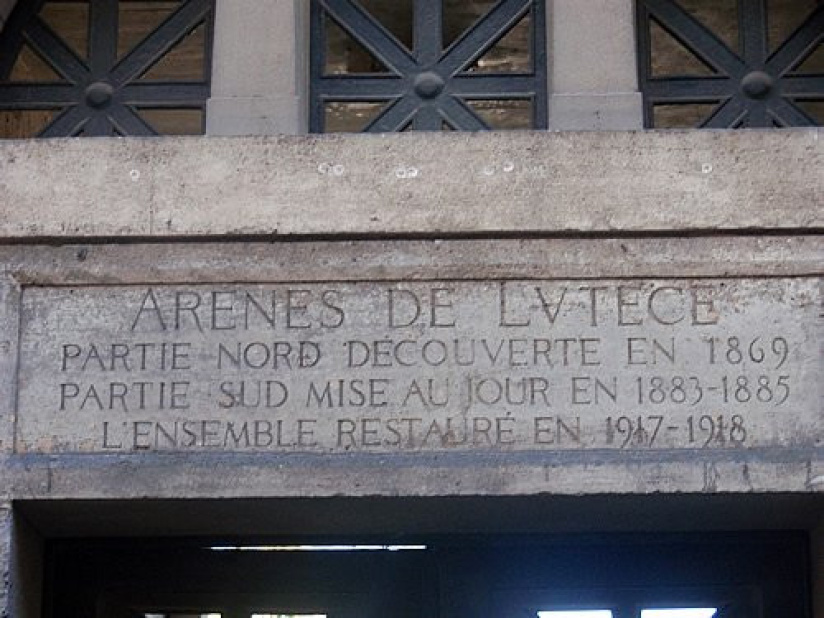 ARENES DE LVTECE
PARTIE NORD DÉCOUVERTE EN 1869
PARTIE SUD MISE AU JOUR EN 1883-1885
L'ENSEMBLE RESTAURÉ EN 1917-1918